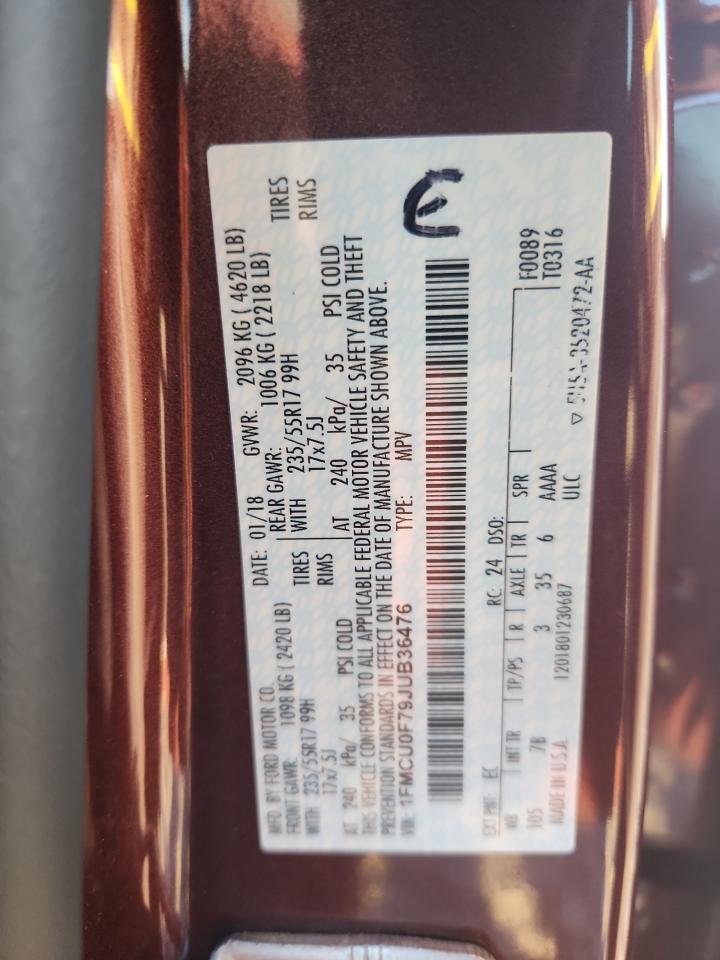 MFD. BY FORD MOTOR CO.
DATE: 01/18 GVWR: 2096 KG ( 4620 LB)
FRONT GAWR: 1098 KG ( 2420 LB) REAR GAWR: 1006 KG ( 2218 LB)
WITH 235/55R17 99H TIRES WITH 235/55R17 99H TIRES
17x7.5J RIMS 17x7.5J RIMS
AT 240 kPa/ 35 PSI COLD AT 240 kPa/ 35 PSI COLD
THIS VEHICLE CONFORMS TO ALL APPLICABLE FEDERAL MOTOR VEHICLE SAFETY AND THEFT
PREVENTION STANDARDS IN EFFECT ON THE DATE OF MANUFACTURE SHOWN ABOVE.
VIN: 1FMCU0F79JUB36476 TYPE: MPV
E
EXT PNT: EE RC: 24 DSO:
WB INT TR TP/PS R AXLE TR SPR F0089
105 7B 3 35 6 AAAA T0316
MADE IN U.S.A. 1201801230687 ULC
3520472-AA